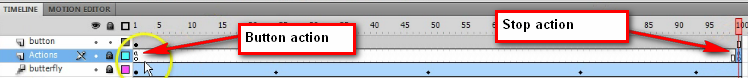 TIMELINE MOTION EDITOR
1 5 10 15 20 25 30 35 40 45 50 55 60 65 70 75 80 85 90 95 100
button
Button action
Stop action
Actions
butterfly